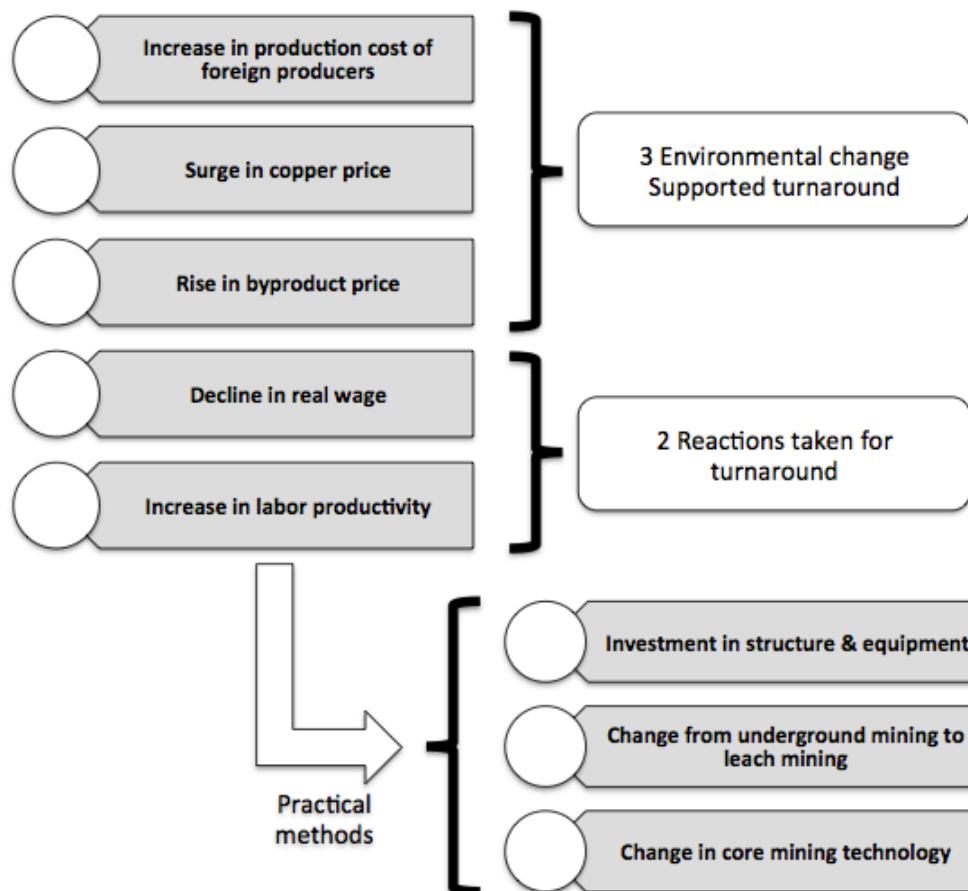 Increase in production cost of
foreign producers
Surge in copper price
3 Environmental change
Supported turnaround
Rise in byproduct price
Decline in real wage
2 Reactions taken for
turnaround
Increase in labor productivity
Practical
methods
Investment in structure & equipment
Change from underground mining to
leach mining
Change in core mining technology